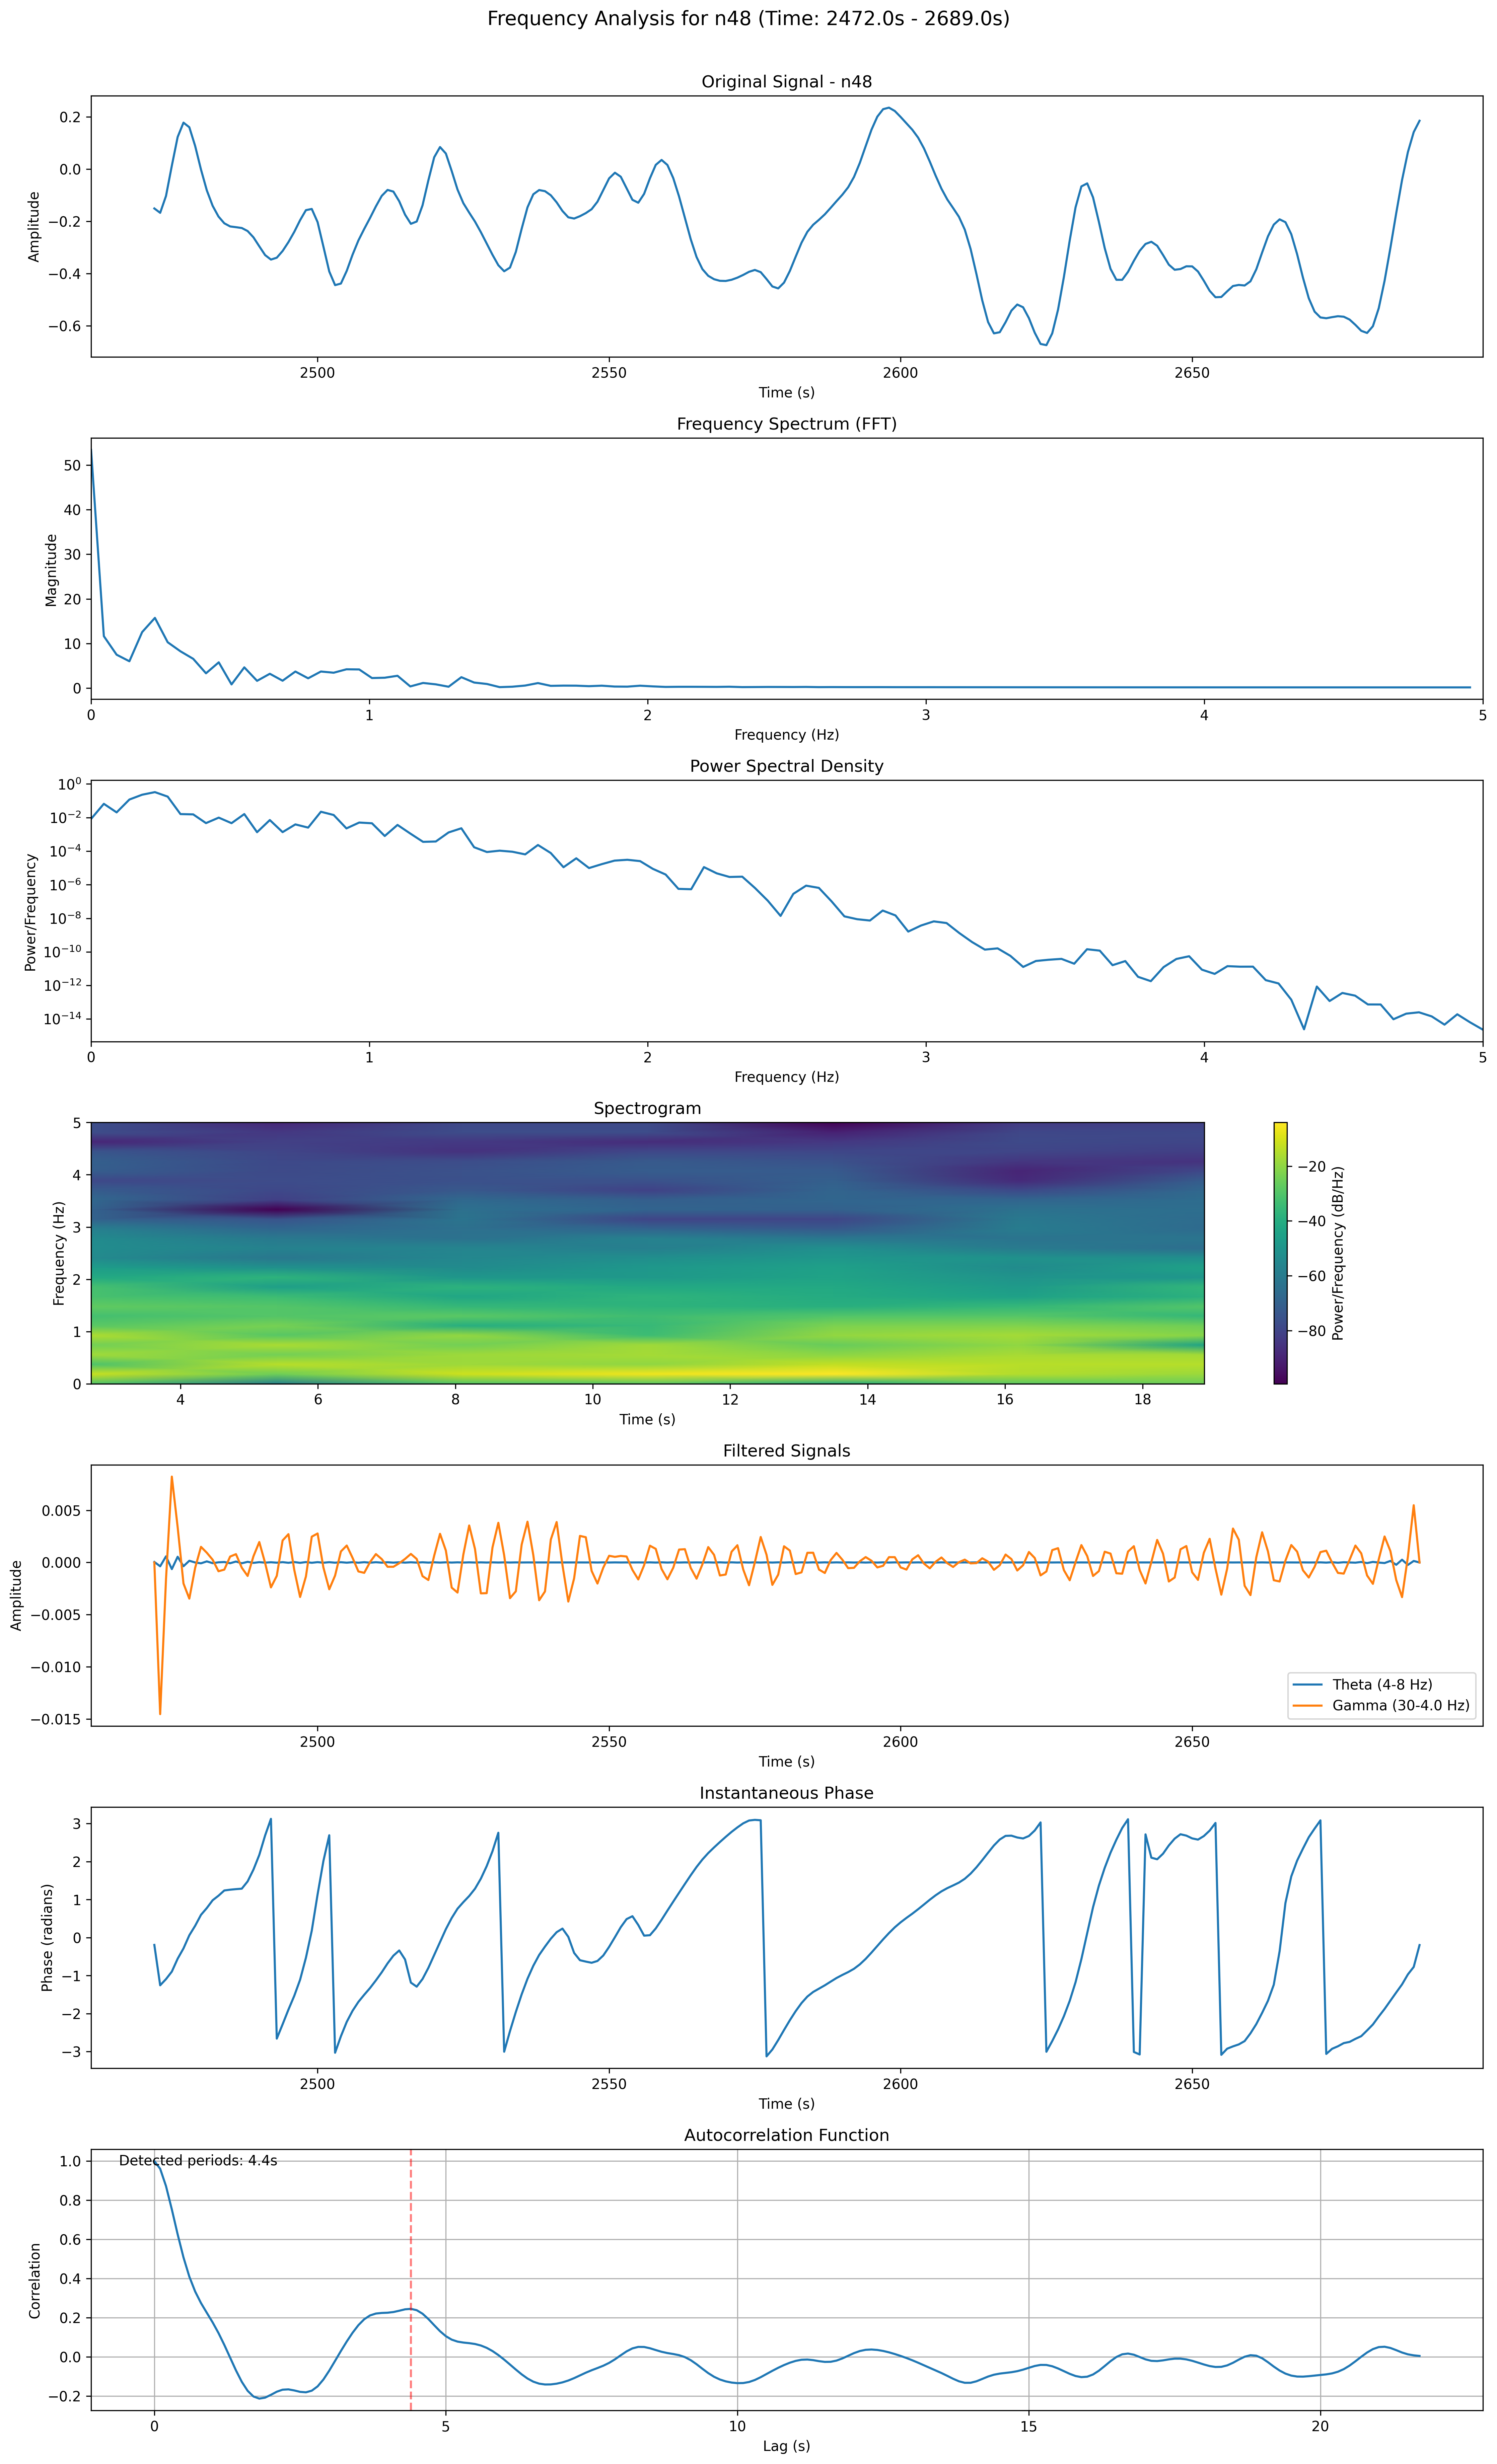 Frequency Analysis for n48 (Time: 2472.0s - 2689.0s)
Original Signal - n48
Amplitude
0.2
0.0
−0.2
−0.4
−0.6
2500 2550 2600 2650
Time (s)
Frequency Spectrum (FFT)
Magnitude
50
40
30
20
10
0
0 1 2 3 4 5
Frequency (Hz)
Power Spectral Density
Power/Frequency
10⁰
10⁻²
10⁻⁴
10⁻⁶
10⁻⁸
10⁻¹⁰
10⁻¹²
10⁻¹⁴
0 1 2 3 4 5
Frequency (Hz)
Spectrogram
Frequency (Hz)
5
4
3
2
1
0
4 6 8 10 12 14 16 18
Time (s)
−20
−40
−60
−80
Power/Frequency (dB/Hz)
Filtered Signals
Amplitude
0.005
0.000
−0.005
−0.010
−0.015
Theta (4-8 Hz)
Gamma (30-4.0 Hz)
2500 2550 2600 2650
Time (s)
Instantaneous Phase
Phase (radians)
3
2
1
0
−1
−2
−3
2500 2550 2600 2650
Time (s)
Autocorrelation Function
Detected periods: 4.4s
Correlation
1.0
0.8
0.6
0.4
0.2
0.0
−0.2
0 5 10 15 20
Lag (s)